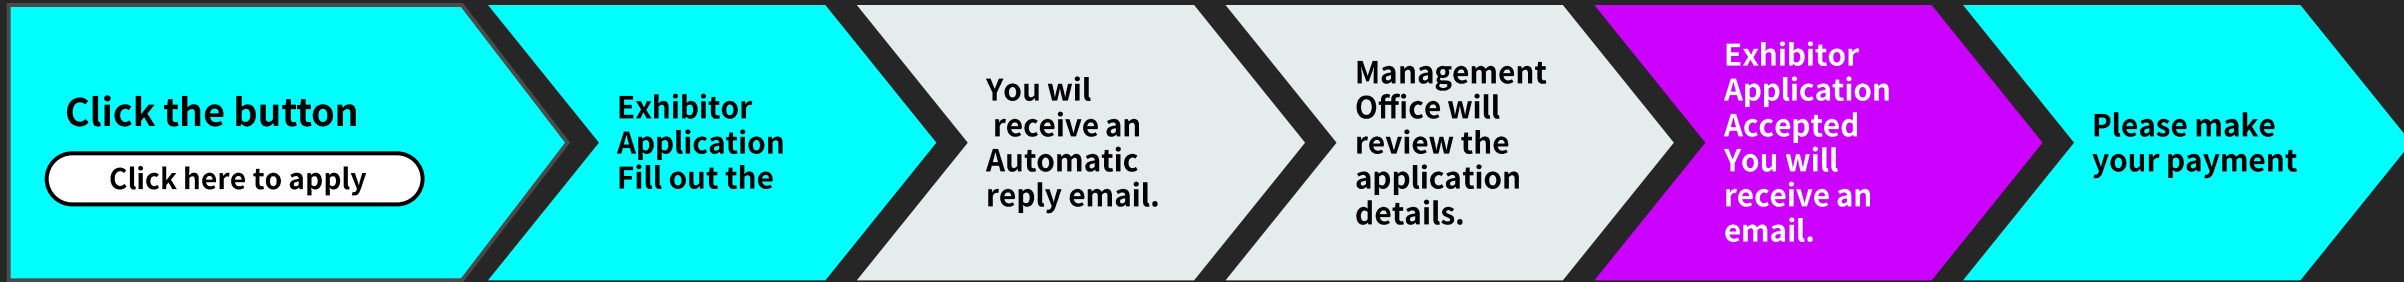 Click the button
Click here to apply
Exhibitor
Application
Fill out the
You wil
receive an
Automatic
reply email.
Management
Office will
review the
application
details.
Exhibitor
Application
Accepted
You will
receive an
email.
Please make
your payment